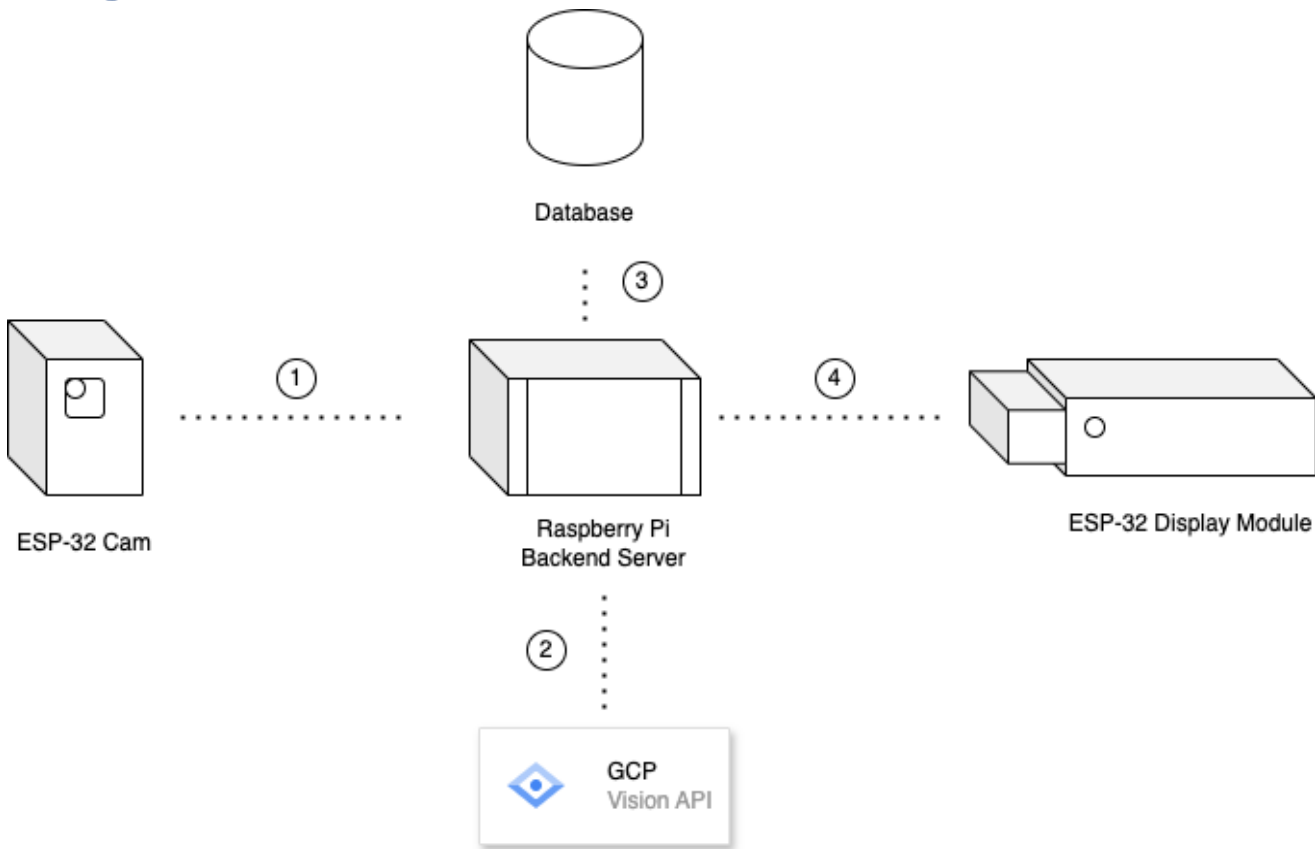 Database
3
1
4
ESP-32 Cam
Raspberry Pi
Backend Server
ESP-32 Display Module
2
GCP
Vision API